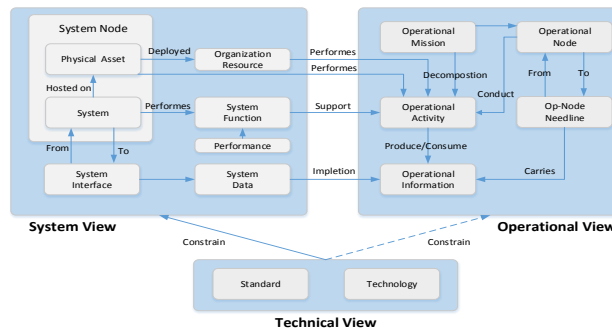 System Node
Physical Asset
Deployed
Organization
Resource
Performes
Performes
Hosted on
System
Performes
System
Function
Support
Performance
From
To
System
Interface
System
Data
Impletion
System View
Operational
Mission
Operational
Node
Decompostion
From
To
Conduct
Operational
Activity
Op-Node
Needline
Produce/Consume
Operational
Information
Carries
Operational View
Constrain
Constrain
Standard
Technology
Technical View